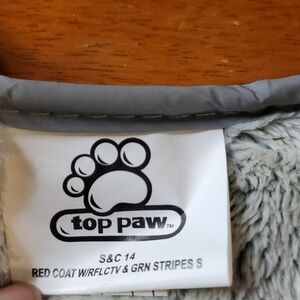 top paw™
S&C 14
RED COAT W/RFLCTV & GRN STRIPES S